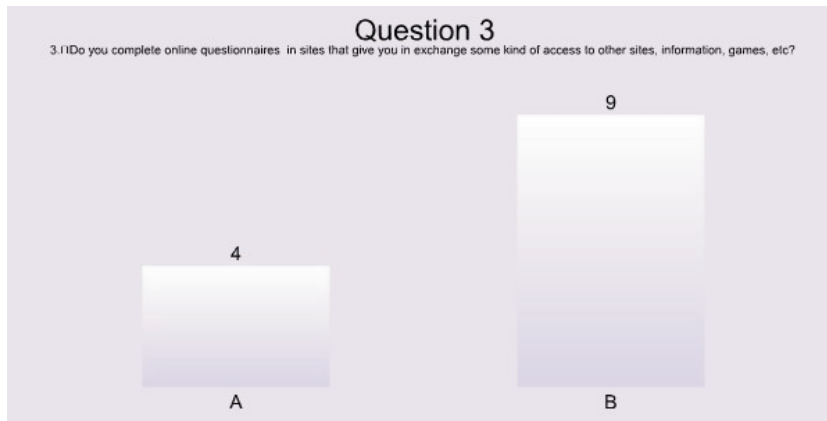 Question 3
3. Do you complete online questionnaires in sites that give you in exchange some kind of access to other sites, information, games, etc?
9
4
A B